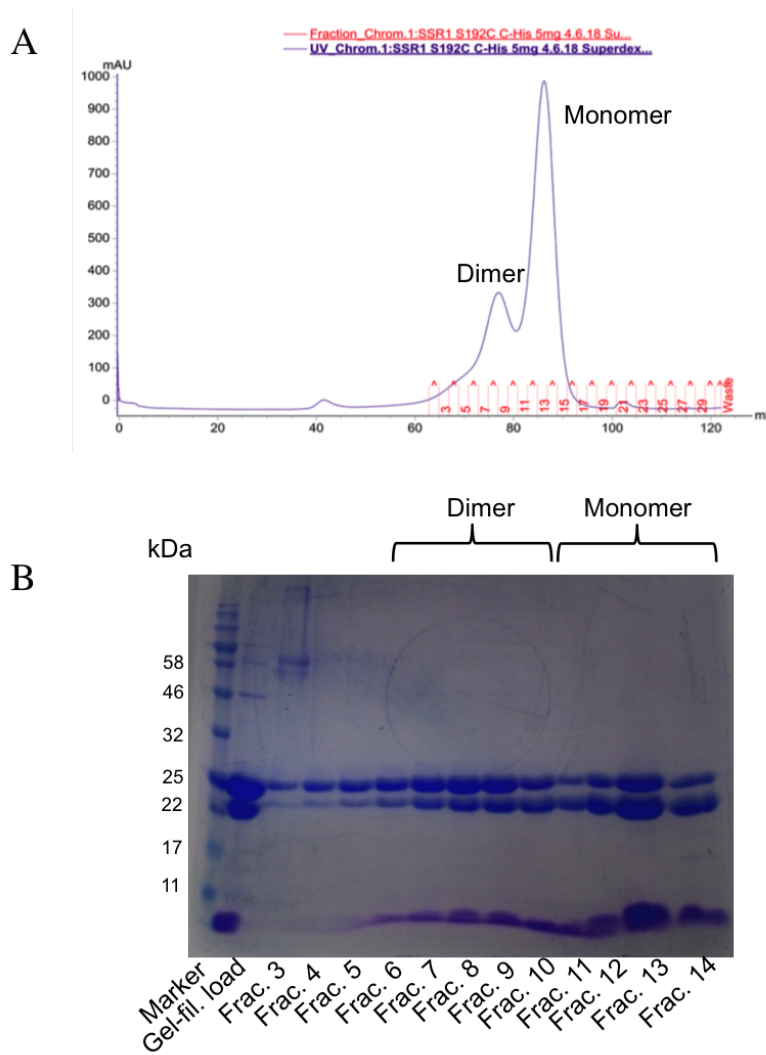 A
Fraction_Chrom.1:SSR1 S192C C-His 5mg 4.6.18 Su...
UV_Chrom.1:SSR1 S192C C-His 5mg 4.6.18 Superdex...
mAU
1000
900
800
700
600
500
400
300
200
100
0
Monomer
Dimer
3 5 7 9 11 13 15 17 19 21 23 25 27 29 Waste
0 20 40 60 80 100 120 ml
Dimer Monomer
kDa
B
58
46
32
25
22
17
11
Marker
Gel-fil. load
Frac. 3
Frac. 4
Frac. 5
Frac. 6
Frac. 7
Frac. 8
Frac. 9
Frac. 10
Frac. 11
Frac. 12
Frac. 13
Frac. 14